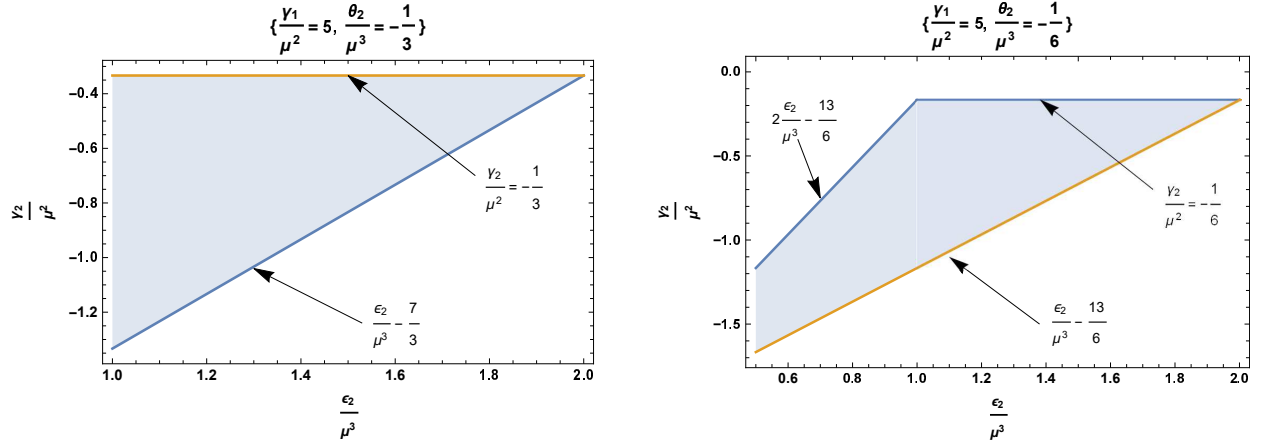 {γ₁/μ² = 5, θ₂/μ³ = −1/3}
−0.4
−0.6
−0.8
−1.0
−1.2
γ₂/μ²
γ₂/μ² = −1/3
ϵ₂/μ³ − 7/3
1.0 1.2 1.4 1.6 1.8 2.0
ϵ₂/μ³
{γ₁/μ² = 5, θ₂/μ³ = −1/6}
0.0
−0.5
−1.0
−1.5
γ₂/μ²
2 ϵ₂/μ³ − 13/6
γ₂/μ² = −1/6
ϵ₂/μ³ − 13/6
0.6 0.8 1.0 1.2 1.4 1.6 1.8 2.0
ϵ₂/μ³